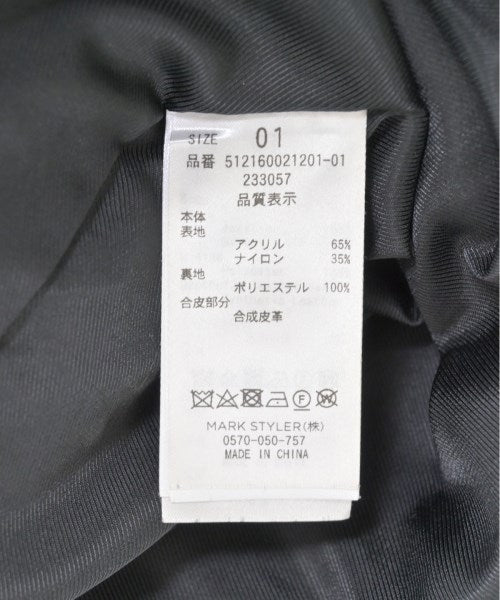 SIZE 01
品番 512160021201-01
233057
品質表示
本体
表地
アクリル 65%
ナイロン 35%
裏地
ポリエステル 100%
合皮部分
合成皮革
MARK STYLER(株)
0570-050-757
MADE IN CHINA